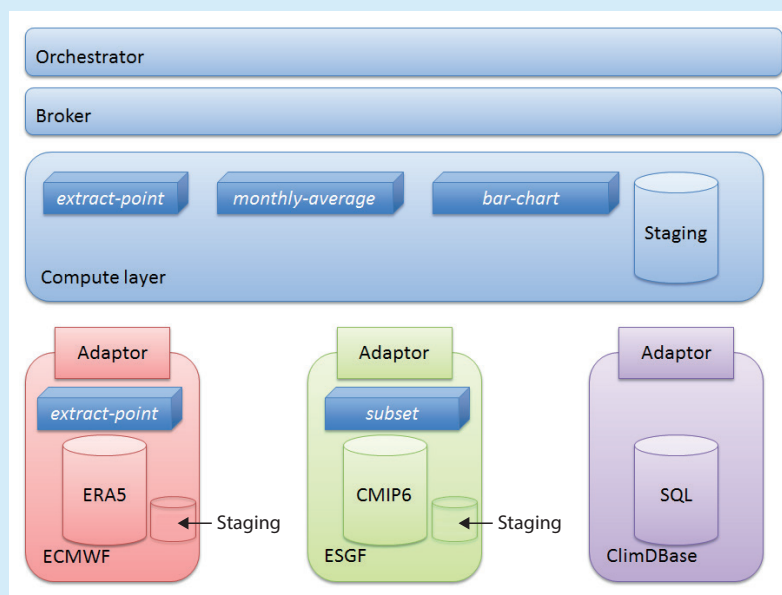 Orchestrator
Broker
extract-point
monthly-average
bar-chart
Staging
Compute layer
Adaptor
Adaptor
Adaptor
extract-point
subset
ERA5
CMIP6
SQL
Staging
Staging
ECMWF
ESGF
ClimDBase